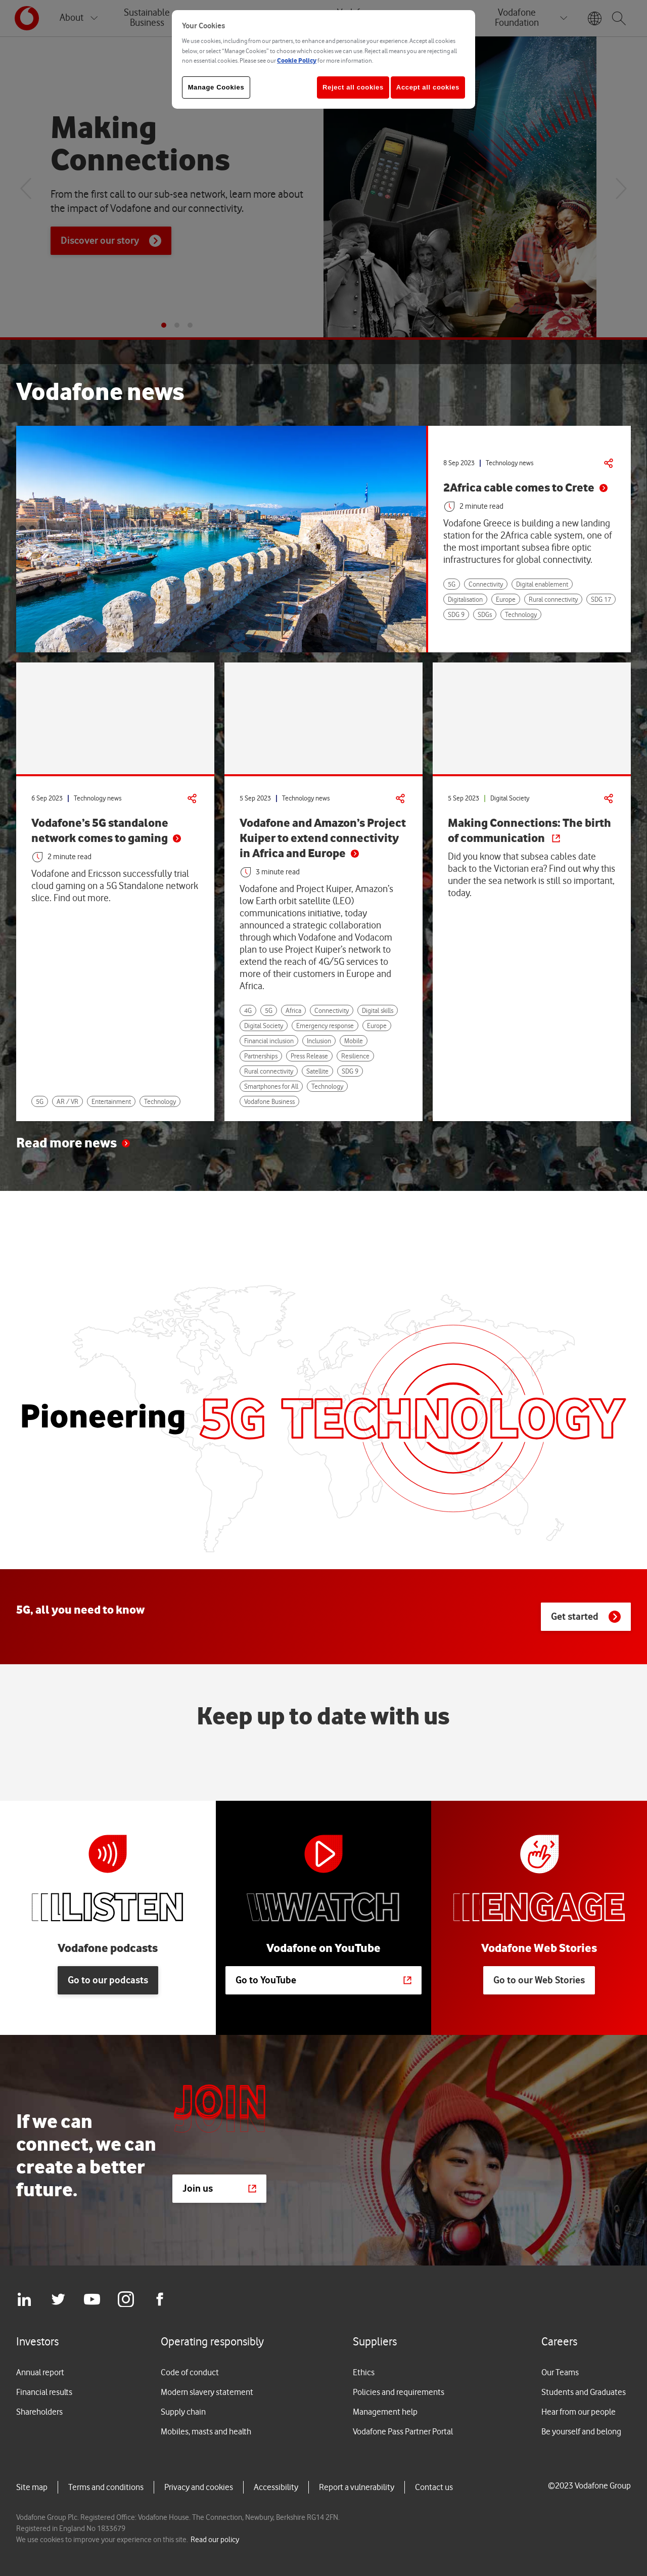 About
Sustainable
Business
Vodafone
Foundation
Your Cookies
We use cookies, including from our partners, to enhance and personalise your experience. Accept all cookies
below, or select “Manage Cookies” to choose which cookies we can use. Reject all means you are rejecting all
non essential cookies. Please see our Cookie Policy for more information.
Manage Cookies
Reject all cookies
Accept all cookies
Making
Connections
From the first call to our sub-sea network, learn more about
the impact of Vodafone and our connectivity.
Discover our story
Vodafone news
8 Sep 2023
Technology news
2Africa cable comes to Crete
2 minute read
Vodafone Greece is building a new landing
station for the 2Africa cable system, one of
the most important subsea fibre optic
infrastructures for global connectivity.
5G Connectivity Digital enablement
Digitalisation Europe Rural connectivity SDG 17
SDG 9 SDGs Technology
6 Sep 2023
Technology news
Vodafone’s 5G standalone
network comes to gaming
2 minute read
Vodafone and Ericsson successfully trial
cloud gaming on a 5G Standalone network
slice. Find out more.
5G AR / VR Entertainment Technology
5 Sep 2023
Technology news
Vodafone and Amazon’s Project
Kuiper to extend connectivity
in Africa and Europe
3 minute read
Vodafone and Project Kuiper, Amazon’s
low Earth orbit satellite (LEO)
communications initiative, today
announced a strategic collaboration
through which Vodafone and Vodacom
plan to use Project Kuiper’s network to
extend the reach of 4G/5G services to
more of their customers in Europe and
Africa.
4G 5G Africa Connectivity Digital skills
Digital Society Emergency response Europe
Financial inclusion Inclusion Mobile
Partnerships Press Release Resilience
Rural connectivity Satellite SDG 9
Smartphones for All Technology
Vodafone Business
5 Sep 2023
Digital Society
Making Connections: The birth
of communication
Did you know that subsea cables date
back to the Victorian era? Find out why this
under the sea network is still so important,
today.
Read more news
Pioneering 5G TECHNOLOGY
5G, all you need to know
Get started
Keep up to date with us
LISTEN
Vodafone podcasts
Go to our podcasts
WATCH
Vodafone on YouTube
Go to YouTube
ENGAGE
Vodafone Web Stories
Go to our Web Stories
If we can
connect, we can
create a better
future.
JOIN
Join us
Investors
Annual report
Financial results
Shareholders
Operating responsibly
Code of conduct
Modern slavery statement
Supply chain
Mobiles, masts and health
Suppliers
Ethics
Policies and requirements
Management help
Vodafone Pass Partner Portal
Careers
Our Teams
Students and Graduates
Hear from our people
Be yourself and belong
Site map
Terms and conditions
Privacy and cookies
Accessibility
Report a vulnerability
Contact us
©2023 Vodafone Group
Vodafone Group Plc. Registered Office: Vodafone House. The Connection, Newbury, Berkshire RG14 2FN.
Registered in England No 1833679
We use cookies to improve your experience on this site. Read our policy